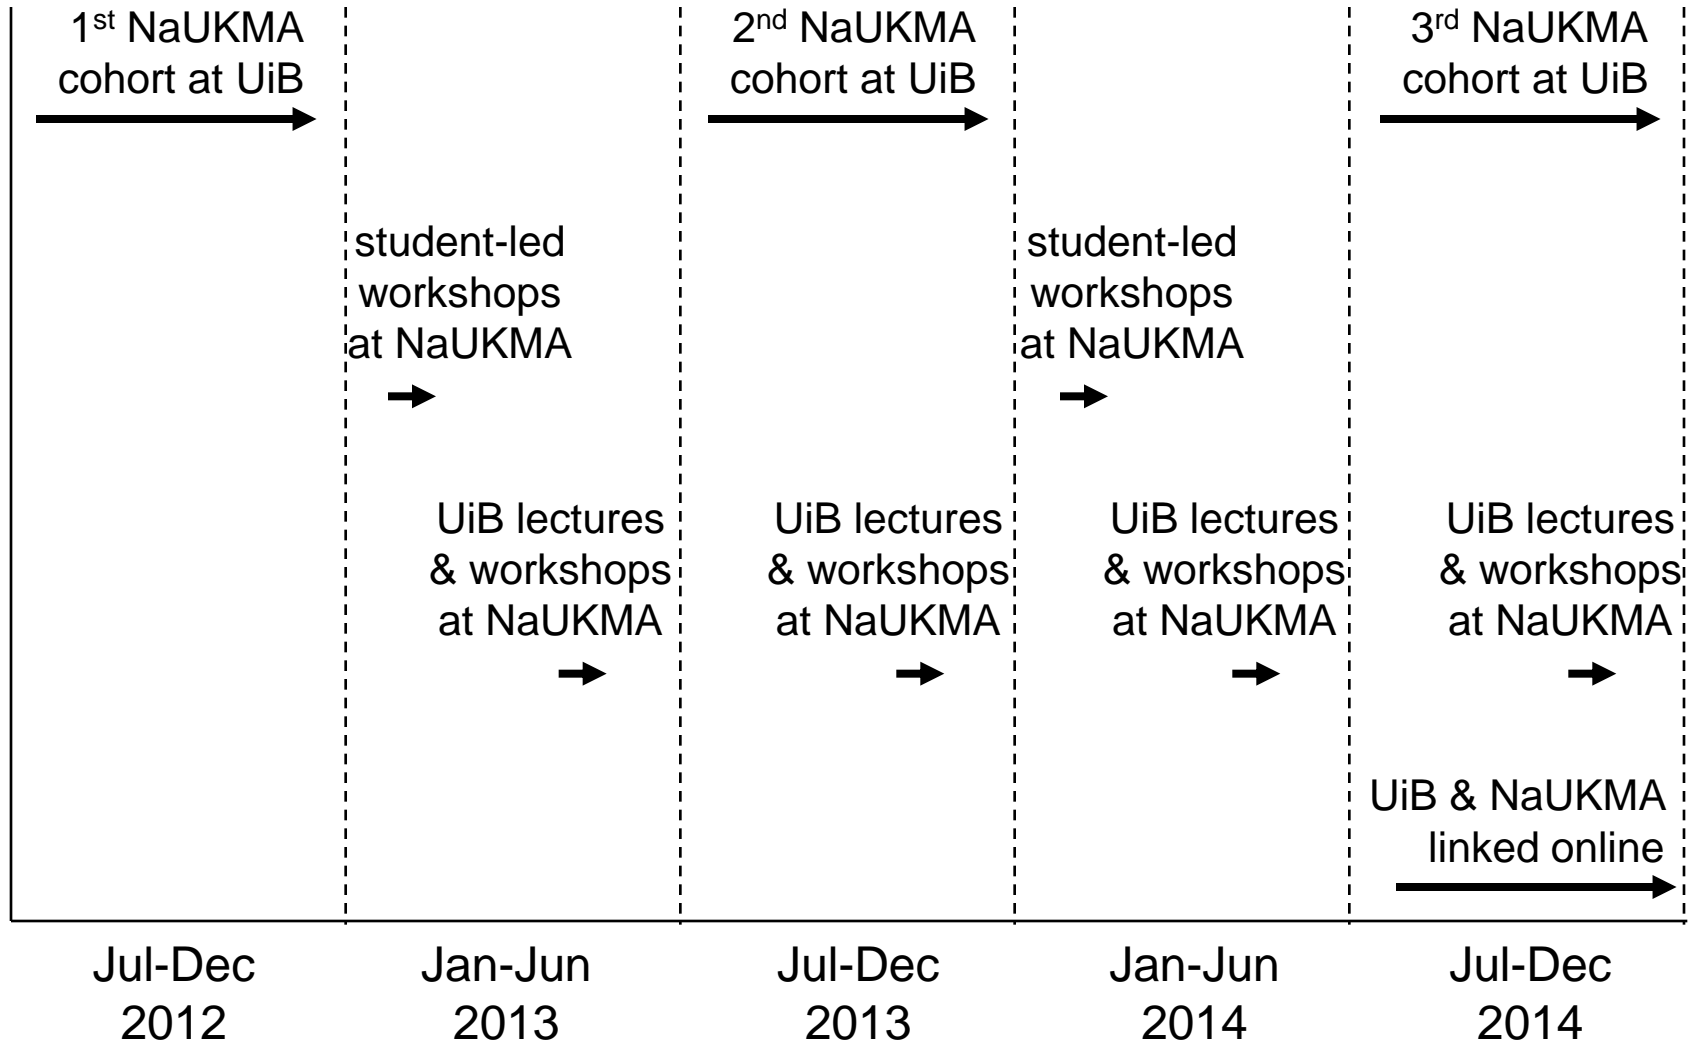 1st NaUKMA
cohort at UiB
2nd NaUKMA
cohort at UiB
3rd NaUKMA
cohort at UiB
student-led
workshops
at NaUKMA
student-led
workshops
at NaUKMA
UiB lectures
& workshops
at NaUKMA
UiB lectures
& workshops
at NaUKMA
UiB lectures
& workshops
at NaUKMA
UiB lectures
& workshops
at NaUKMA
UiB & NaUKMA
linked online
Jul-Dec
2012
Jan-Jun
2013
Jul-Dec
2013
Jan-Jun
2014
Jul-Dec
2014